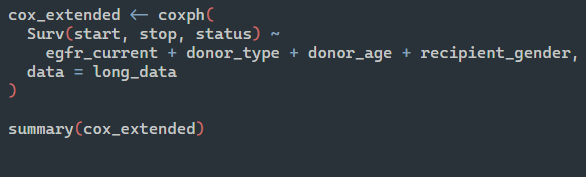 cox_extended <- coxph(
  Surv(start, stop, status) ~
    egfr_current + donor_type + donor_age + recipient_gender,
  data = long_data
)
summary(cox_extended)